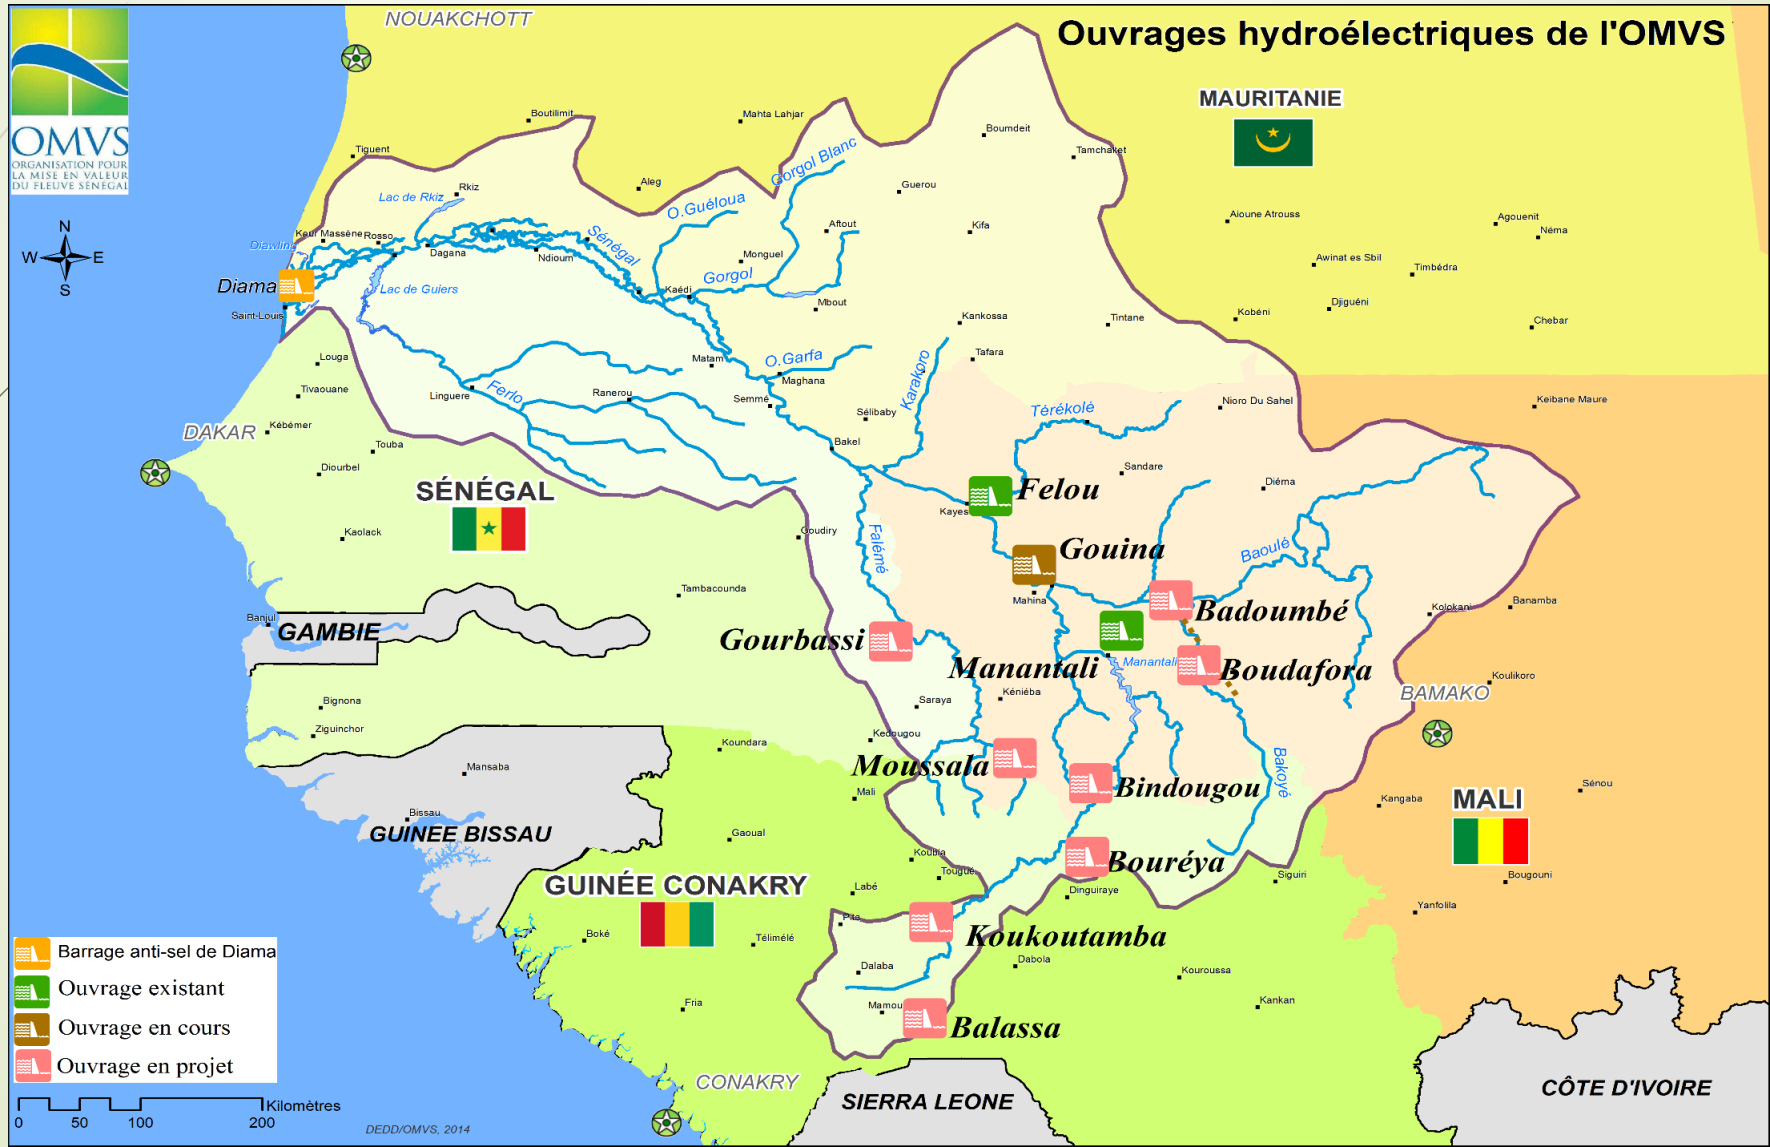 NOUAKCHOTT
Ouvrages hydroélectriques de l'OMVS
OMVS
ORGANISATION POUR
LA MISE EN VALEUR
DU FLEUVE SÉNÉGAL
MAURITANIE
Boutilimit
Mahta Lahjar
Boumdeit
Tiguent
Gorgol Blanc
Tamchaket
Rkiz
Aleg
Guerou
Lac de Rkiz
O.Guéloua
N
W
E
S
Keur Massène
Rosso
Diawling
Dagana
Ndioum
Sénégal
Aftout
Kifa
Aioune Atrouss
Agouenit
Néma
Monguel
Gorgol
Awinat es Sbil
Timbédra
Diama
Lac de Guiers
Kaédi
Mbout
Djiguéni
Saint-Louis
Kankossa
Tintane
Kobéni
Chebar
Louga
Matam
O.Garfa
Maghana
Karakoro
Tafara
Tivaouane
Linguere
Ferlo
Ranerou
Semmé
Sélibaby
Térékolé
Nioro Du Sahel
Keibane Maure
DAKAR
Kébémer
Touba
Bakel
Diourbel
Sandare
Diéma
SÉNÉGAL
Felou
Kayes
Kaolack
Goudiry
Falémé
Gouina
Baoulé
Tambacounda
Mahina
Badoumbé
Kolokani
Banamba
Banjul
GAMBIE
Gourbassi
Manantali
Manantali
Boudafora
Koulikoro
BAMAKO
Bignona
Saraya
Kéniéba
Ziguinchor
Koundara
Kedougou
Mansaba
Moussala
Bindougou
Bakoyé
Mali
Kangaba
MALI
Sénou
Bissau
GUINEE BISSAU
Gaoual
Koubia
Tougué
Bouréya
GUINÉE CONAKRY
Labé
Dinguiraye
Siguiri
Bougouni
Yanfolila
Pita
Boké
Télimélé
Koukoutamba
Dalaba
Dabola
Kouroussa
Fria
Mamou
Balassa
Kankan
Barrage anti-sel de Diama
Ouvrage existant
Ouvrage en cours
Ouvrage en projet
CONAKRY
SIERRA LEONE
CÔTE D'IVOIRE
Kilomètres
0 50 100 200
DEDD/OMVS, 2014